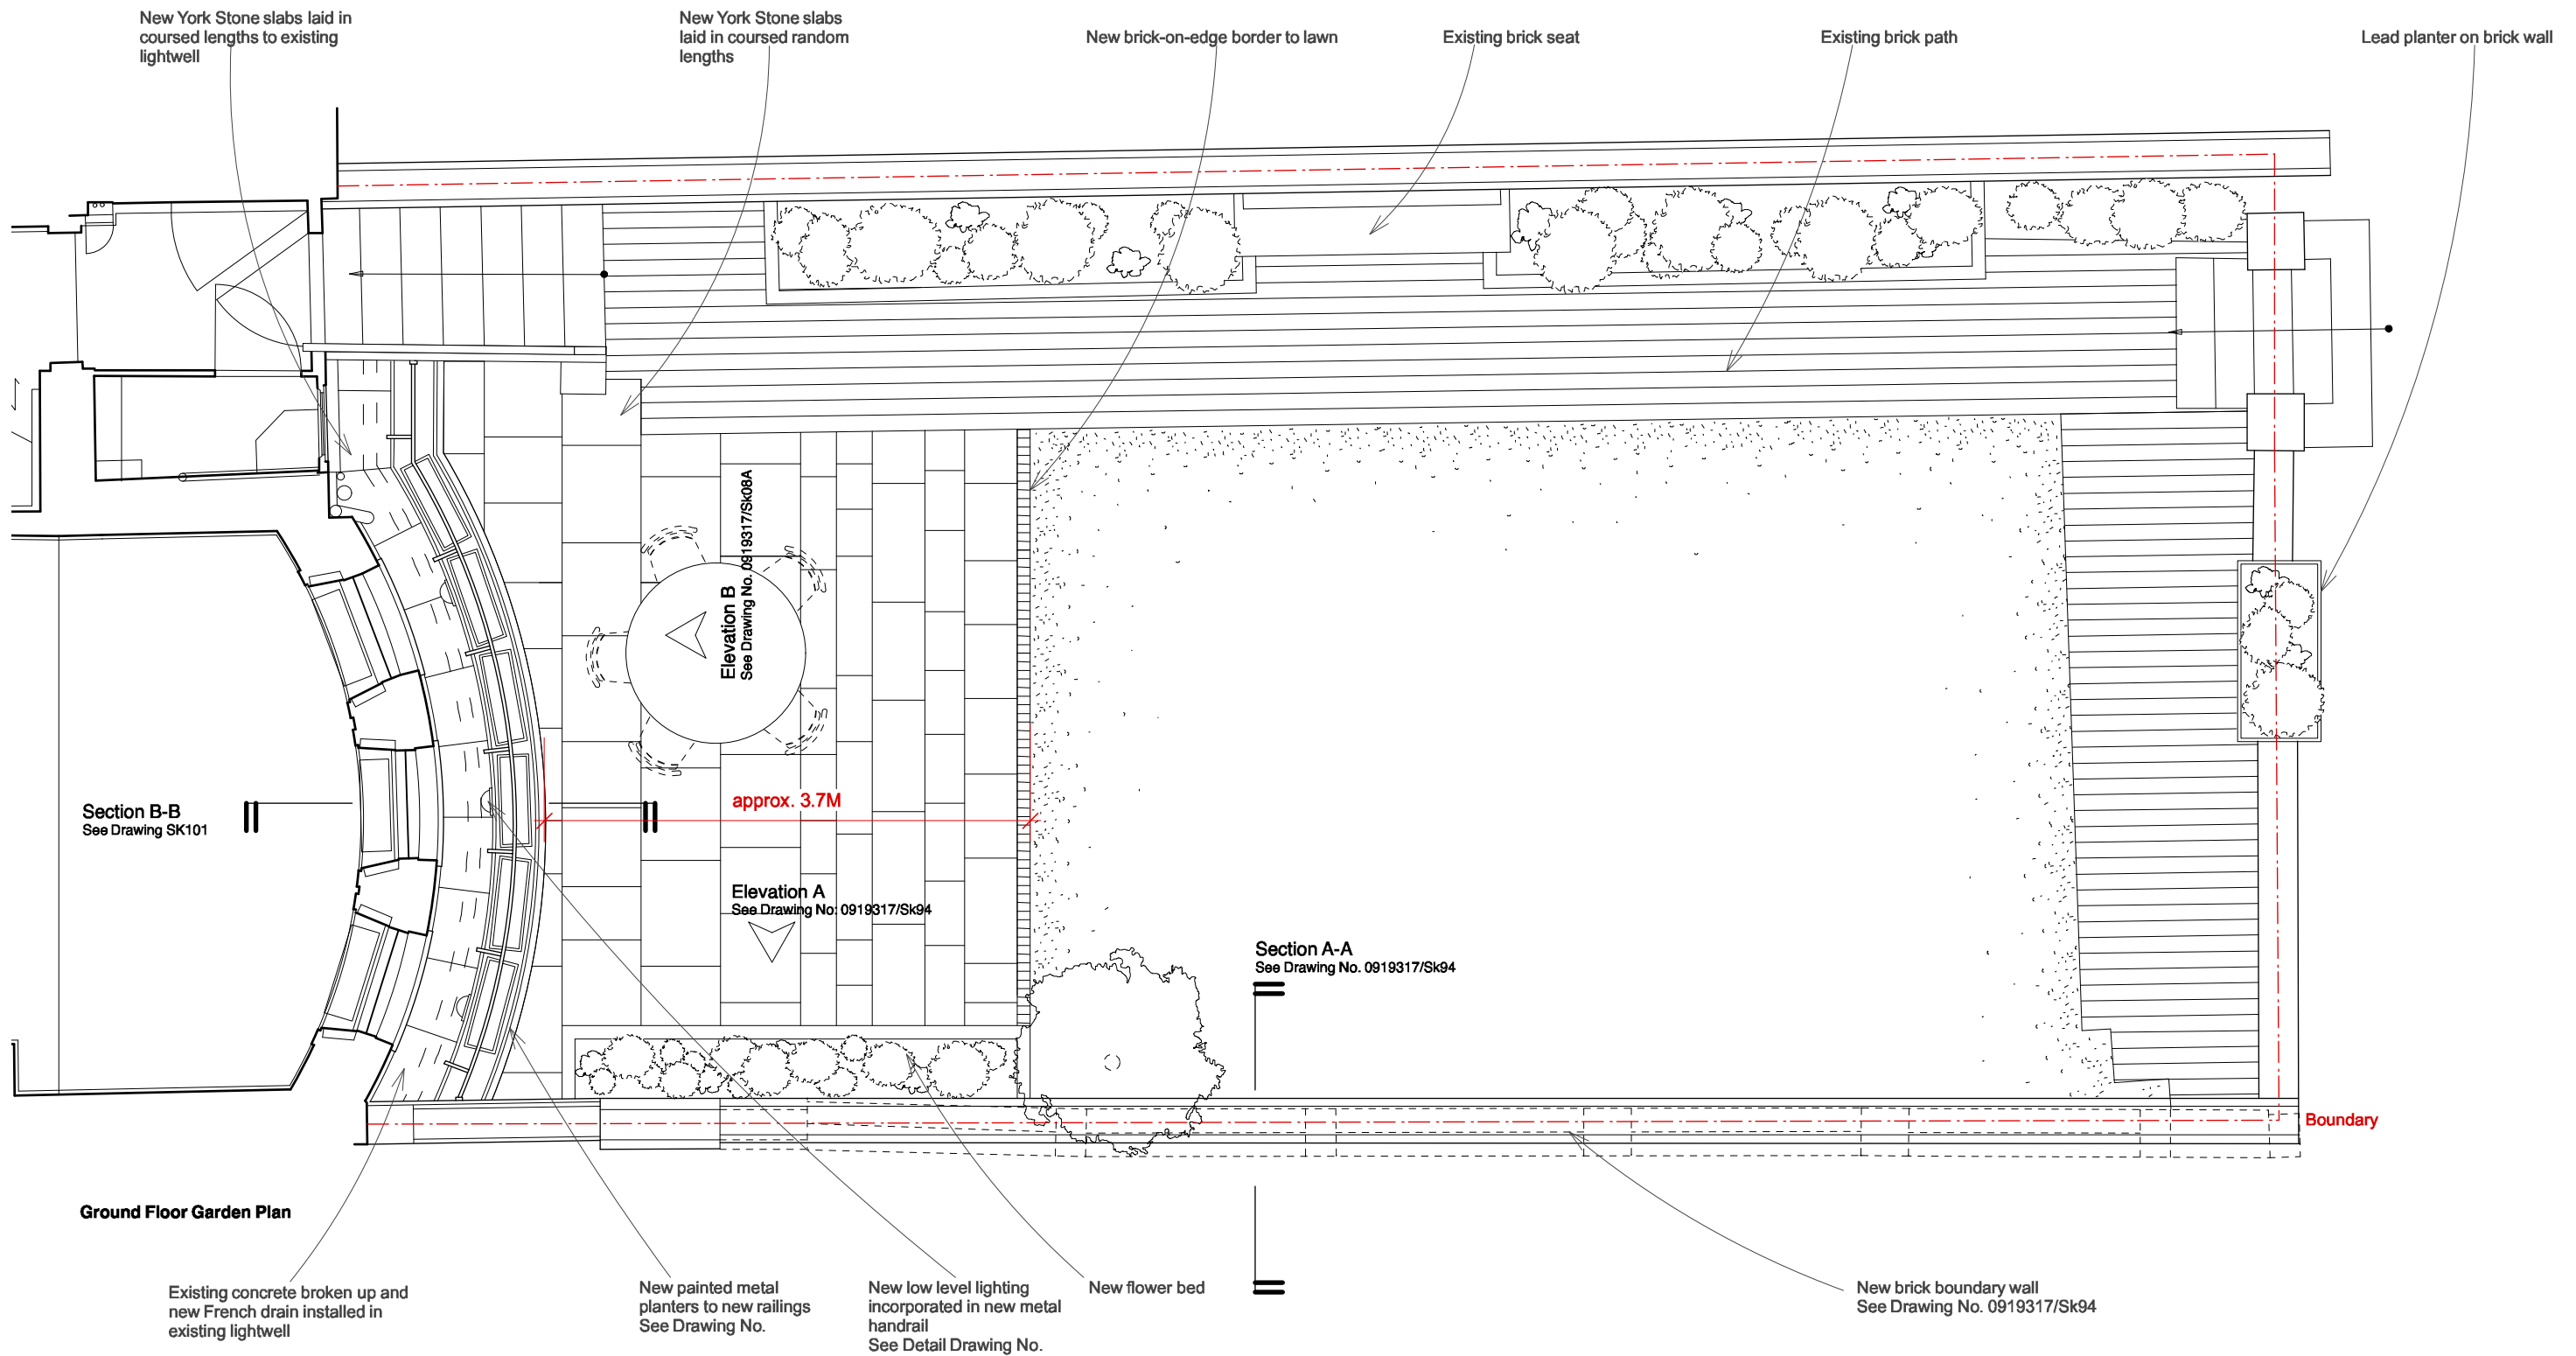 New York Stone slabs laid in
coursed lengths to existing
lightwell
New York Stone slabs
laid in coursed random
lengths
New brick-on-edge border to lawn
Existing brick seat
Existing brick path
Lead planter on brick wall
Elevation B
See Drawing No. 0919317/Sk08A
approx. 3.7M
Section B-B
See Drawing SK101
Elevation A
See Drawing No: 0919317/Sk94
Section A-A
See Drawing No. 0919317/Sk94
Boundary
Ground Floor Garden Plan
Existing concrete broken up and
new French drain installed in
existing lightwell
New painted metal
planters to new railings
See Drawing No.
New low level lighting
incorporated in new metal
handrail
See Detail Drawing No.
New flower bed
New brick boundary wall
See Drawing No. 0919317/Sk94